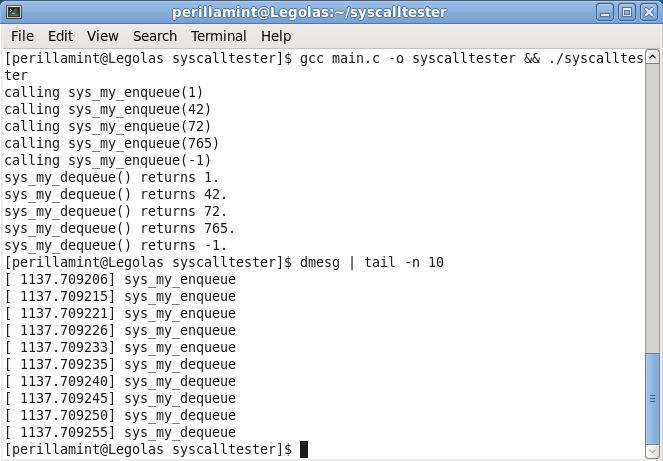 perillamint@Legolas:~/syscalltester
File Edit View Search Terminal Help
[perillamint@Legolas syscalltester]$ gcc main.c -o syscalltester && ./syscalltes
ter
calling sys_my_enqueue(1)
calling sys_my_enqueue(42)
calling sys_my_enqueue(72)
calling sys_my_enqueue(765)
calling sys_my_enqueue(-1)
sys_my_dequeue() returns 1.
sys_my_dequeue() returns 42.
sys_my_dequeue() returns 72.
sys_my_dequeue() returns 765.
sys_my_dequeue() returns -1.
[perillamint@Legolas syscalltester]$ dmesg | tail -n 10
[ 1137.709206] sys_my_enqueue
[ 1137.709215] sys_my_enqueue
[ 1137.709221] sys_my_enqueue
[ 1137.709226] sys_my_enqueue
[ 1137.709233] sys_my_enqueue
[ 1137.709235] sys_my_dequeue
[ 1137.709240] sys_my_dequeue
[ 1137.709245] sys_my_dequeue
[ 1137.709250] sys_my_dequeue
[ 1137.709255] sys_my_dequeue
[perillamint@Legolas syscalltester]$